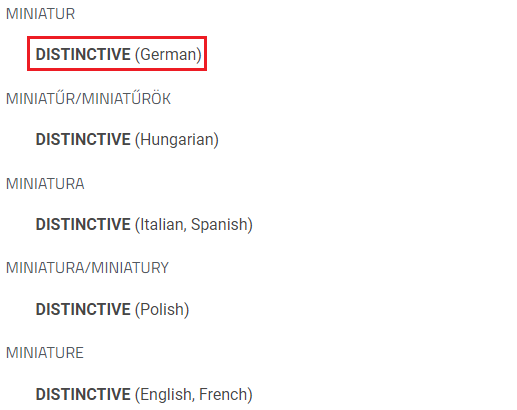 MINIATUR
DISTINCTIVE (German)
MINIATŰR/MINIATŰRÖK
DISTINCTIVE (Hungarian)
MINIATURA
DISTINCTIVE (Italian, Spanish)
MINIATURA/MINIATURY
DISTINCTIVE (Polish)
MINIATURE
DISTINCTIVE (English, French)